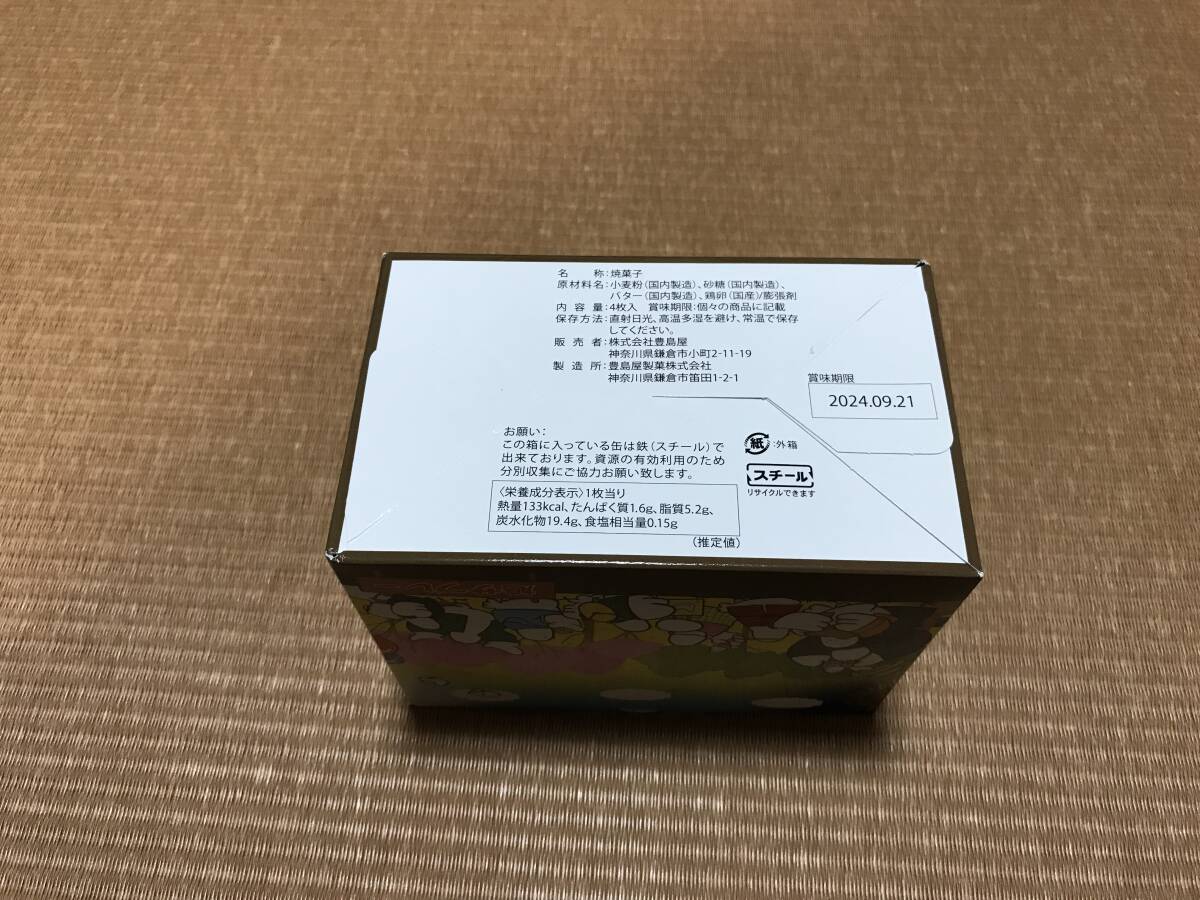 名　称：焼菓子
原材料名：小麦粉（国内製造）、砂糖（国内製造）、
バター（国内製造）、鶏卵（国産）/膨張剤
内 容 量：4枚入　賞味期限：個々の商品に記載
保存方法：直射日光、高温多湿を避け、常温で保存
してください。
販 売 者：株式会社豊島屋
神奈川県鎌倉市小町2-11-19
製 造 所：豊島屋製菓株式会社
神奈川県鎌倉市笛田1-2-1
賞味期限
2024.09.21
お願い：
この箱に入っている缶は鉄（スチール）で
出来ております。資源の有効利用のため
分別収集にご協力お願い致します。
紙：外箱
スチール
リサイクルできます
〈栄養成分表示〉1枚当り
熱量133kcal、たんぱく質1.6g、脂質5.2g、
炭水化物19.4g、食塩相当量0.15g
（推定値）